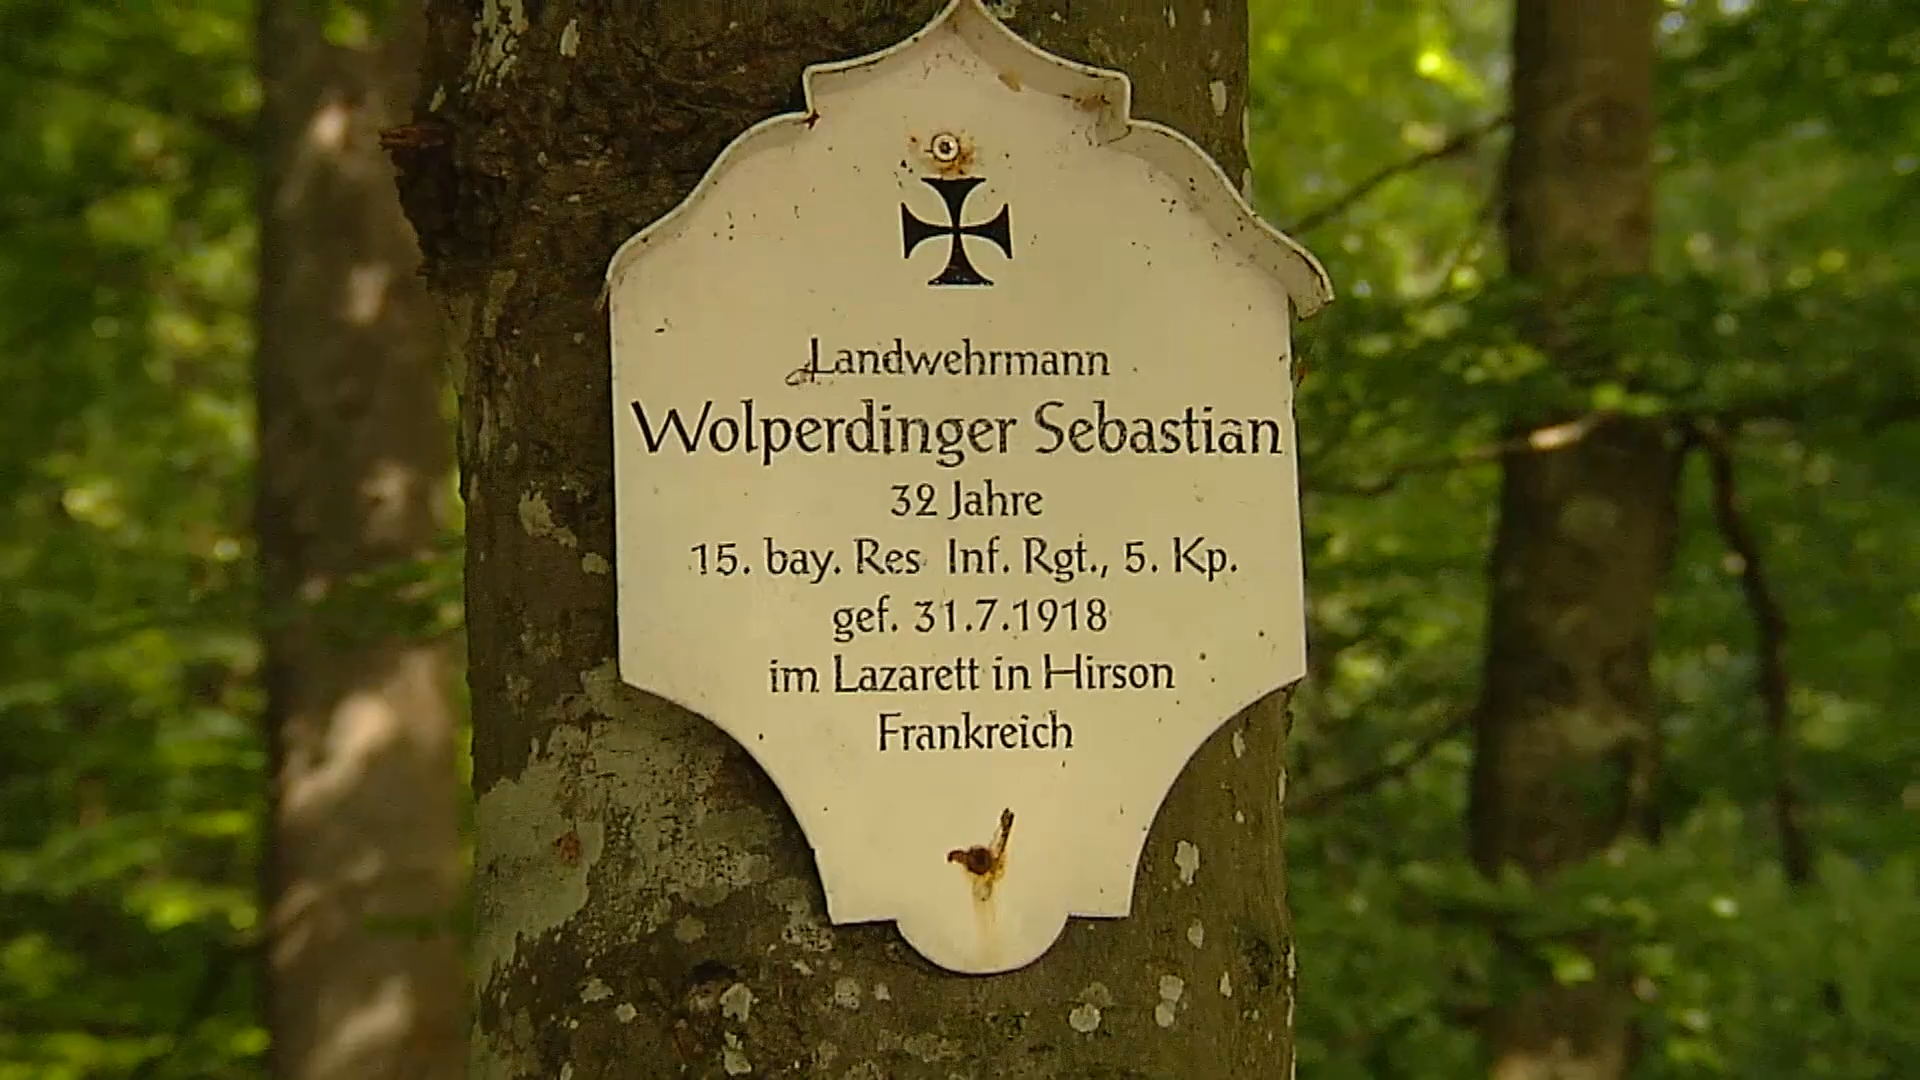 Landwehrmann
Wolperdinger Sebastian
32 Jahre
15. bay. Res Inf. Rgt., 5. Kp.
gef. 31.7.1918
im Lazarett in Hirson
Frankreich